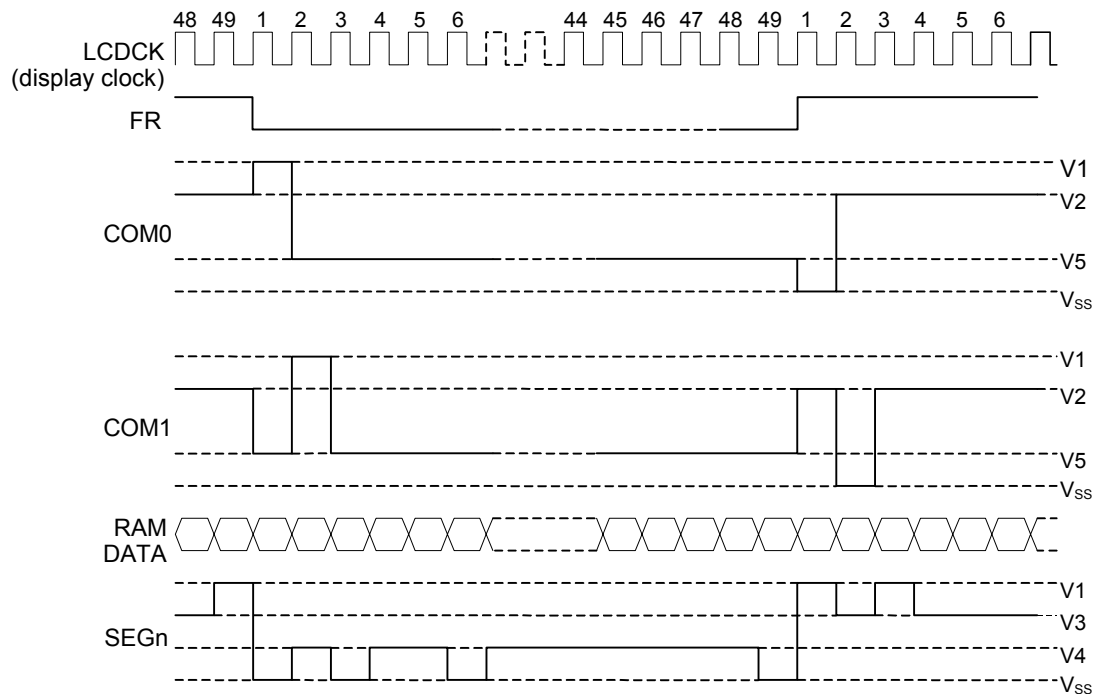 48 49 1 2 3 4 5 6 44 45 46 47 48 49 1 2 3 4 5 6
LCDCK
(display clock)
FR
V1
V2
COM0
V5
VSS
V1
V2
COM1
V5
VSS
RAM
DATA
V1
V3
SEGn
V4
VSS